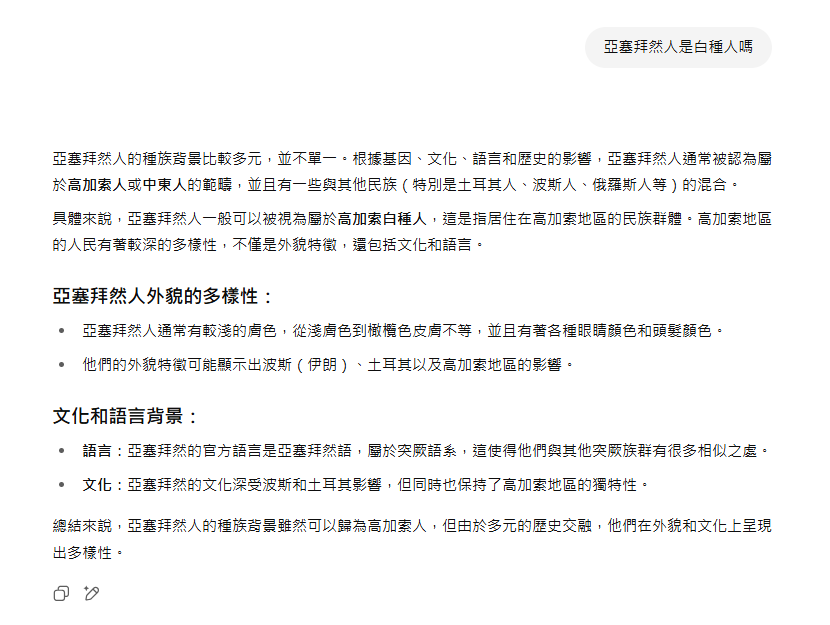 亞塞拜然人是白種人嗎
亞塞拜然人的種族背景比較多元，並不單一。根據基因、文化、語言和歷史的影響，亞塞拜然人通常被認為屬
於高加索人或中東人的範疇，並且有一些與其他民族（特別是土耳其人、波斯人、俄羅斯人等）的混合。
具體來說，亞塞拜然人一般可以被視為屬於高加索白種人，這是指居住在高加索地區的民族群體。高加索地區
的人民有著較深的多樣性，不僅是外貌特徵，還包括文化和語言。
亞塞拜然人外貌的多樣性：
• 亞塞拜然人通常有較淺的膚色，從淺膚色到橄欖色皮膚不等，並且有著各種眼睛顏色和頭髮顏色。
• 他們的外貌特徵可能顯示出波斯（伊朗）、土耳其以及高加索地區的影響。
文化和語言背景：
• 語言：亞塞拜然的官方語言是亞塞拜然語，屬於突厥語系，這使得他們與其他突厥族群有很多相似之處。
• 文化：亞塞拜然的文化深受波斯和土耳其影響，但同時也保持了高加索地區的獨特性。
總結來說，亞塞拜然人的種族背景雖然可以歸為高加索人，但由於多元的歷史交融，他們在外貌和文化上呈現
出多樣性。